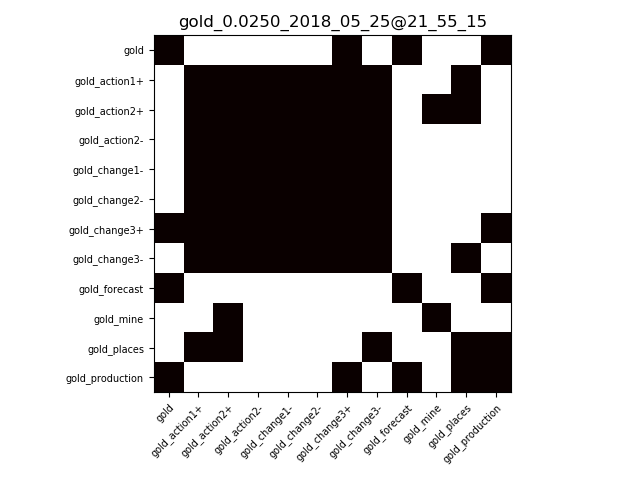 gold_0.0250_2018_05_25@21_55_15
gold
gold_action1+
gold_action2+
gold_action2-
gold_change1-
gold_change2-
gold_change3+
gold_change3-
gold_forecast
gold_mine
gold_places
gold_production
gold
gold_action1+
gold_action2+
gold_action2-
gold_change1-
gold_change2-
gold_change3+
gold_change3-
gold_forecast
gold_mine
gold_places
gold_production